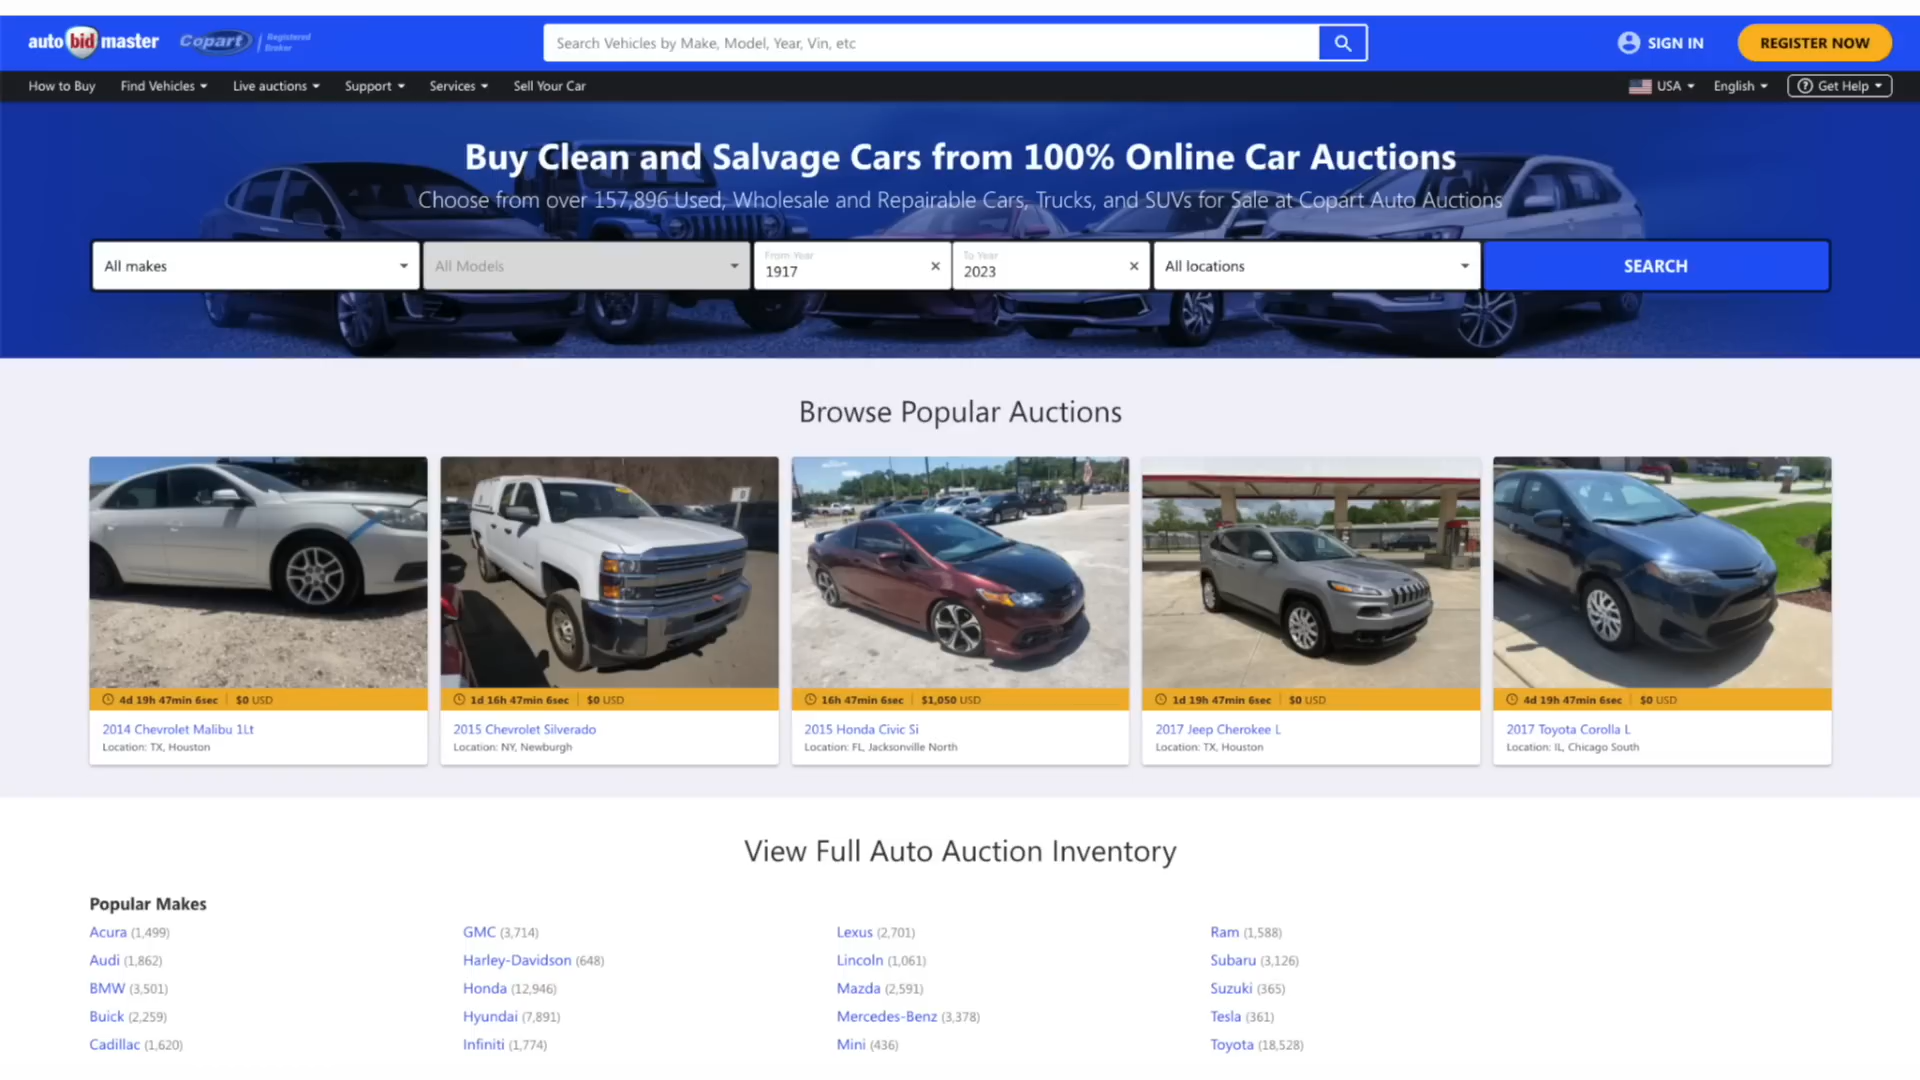 auto bid master Copart | Registered Broker
Search Vehicles by Make, Model, Year, Vin, etc
SIGN IN
REGISTER NOW
How to Buy Find Vehicles Live auctions Support Services Sell Your Car
USA English Get Help
Buy Clean and Salvage Cars from 100% Online Car Auctions
Choose from over 157,896 Used, Wholesale and Repairable Cars, Trucks, and SUVs for Sale at Copart Auto Auctions
All makes
All Models
From Year
1917
To Year
2023
All locations
SEARCH
Browse Popular Auctions
4d 19h 47min 6sec | $0 USD
2014 Chevrolet Malibu 1Lt
Location: TX, Houston
1d 16h 47min 6sec | $0 USD
2015 Chevrolet Silverado
Location: NY, Newburgh
16h 47min 6sec | $1,050 USD
2015 Honda Civic Si
Location: FL, Jacksonville North
1d 19h 47min 6sec | $0 USD
2017 Jeep Cherokee L
Location: TX, Houston
4d 19h 47min 6sec | $0 USD
2017 Toyota Corolla L
Location: IL, Chicago South
View Full Auto Auction Inventory
Popular Makes
Acura (1,499)
Audi (1,862)
BMW (3,501)
Buick (2,259)
Cadillac (1,620)
GMC (3,714)
Harley-Davidson (648)
Honda (12,946)
Hyundai (7,891)
Infiniti (1,774)
Lexus (2,701)
Lincoln (1,061)
Mazda (2,591)
Mercedes-Benz (3,378)
Mini (436)
Ram (1,588)
Subaru (3,126)
Suzuki (365)
Tesla (361)
Toyota (18,528)